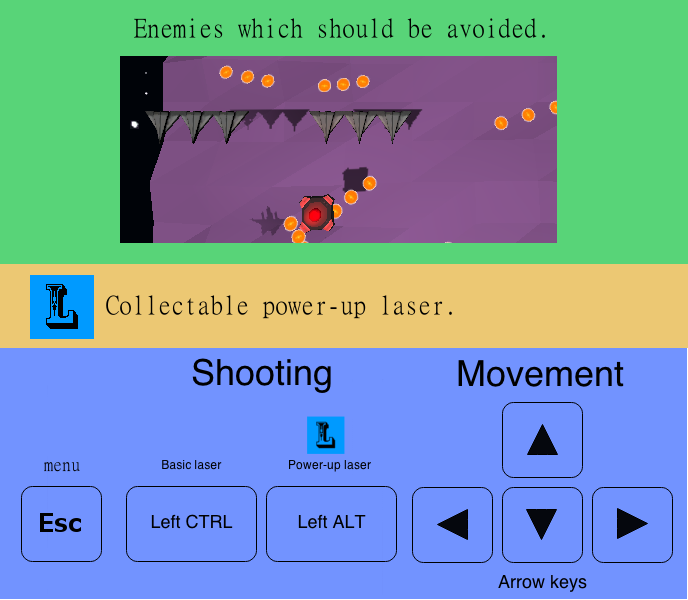 Enemies which should be avoided.
L Collectable power-up laser.
Shooting
Movement
L
menu
Basic laser
Power-up laser
Esc
Left CTRL
Left ALT
Arrow keys